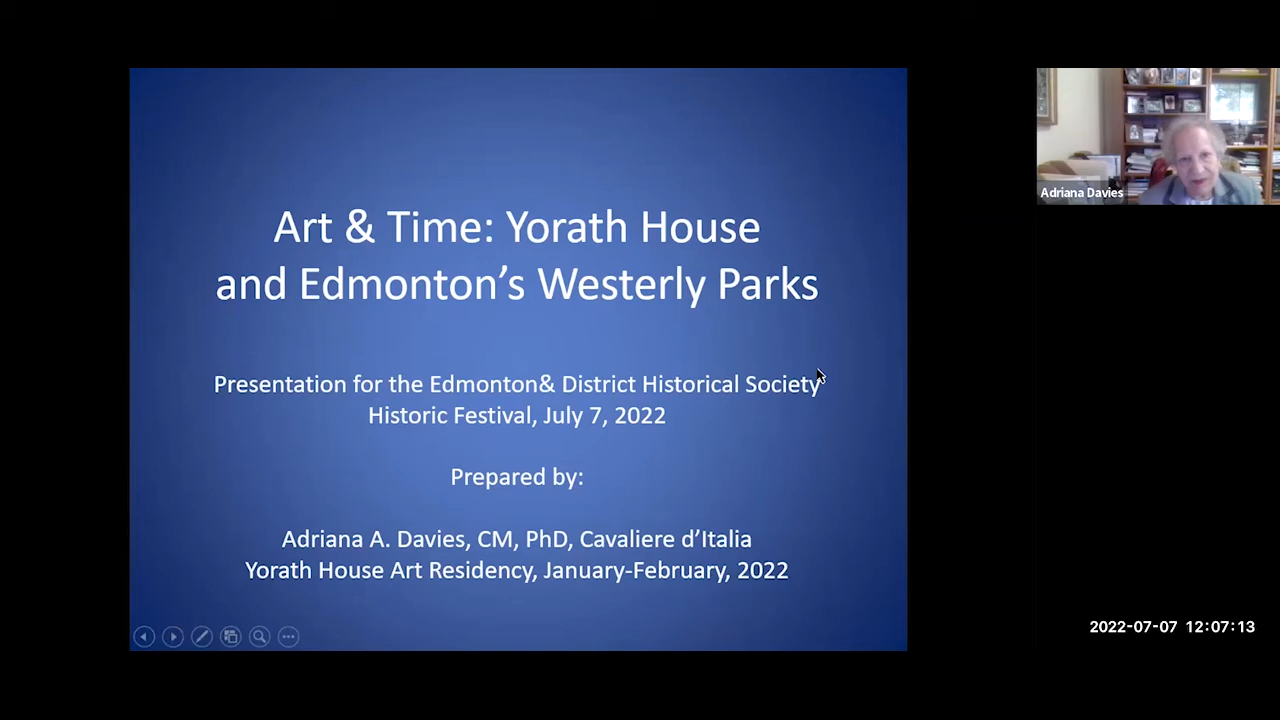 Art & Time: Yorath House
and Edmonton’s Westerly Parks
Presentation for the Edmonton& District Historical Society
Historic Festival, July 7, 2022
Prepared by:
Adriana A. Davies, CM, PhD, Cavaliere d’Italia
Yorath House Art Residency, January-February, 2022
Adriana Davies
2022-07-07 12:07:13